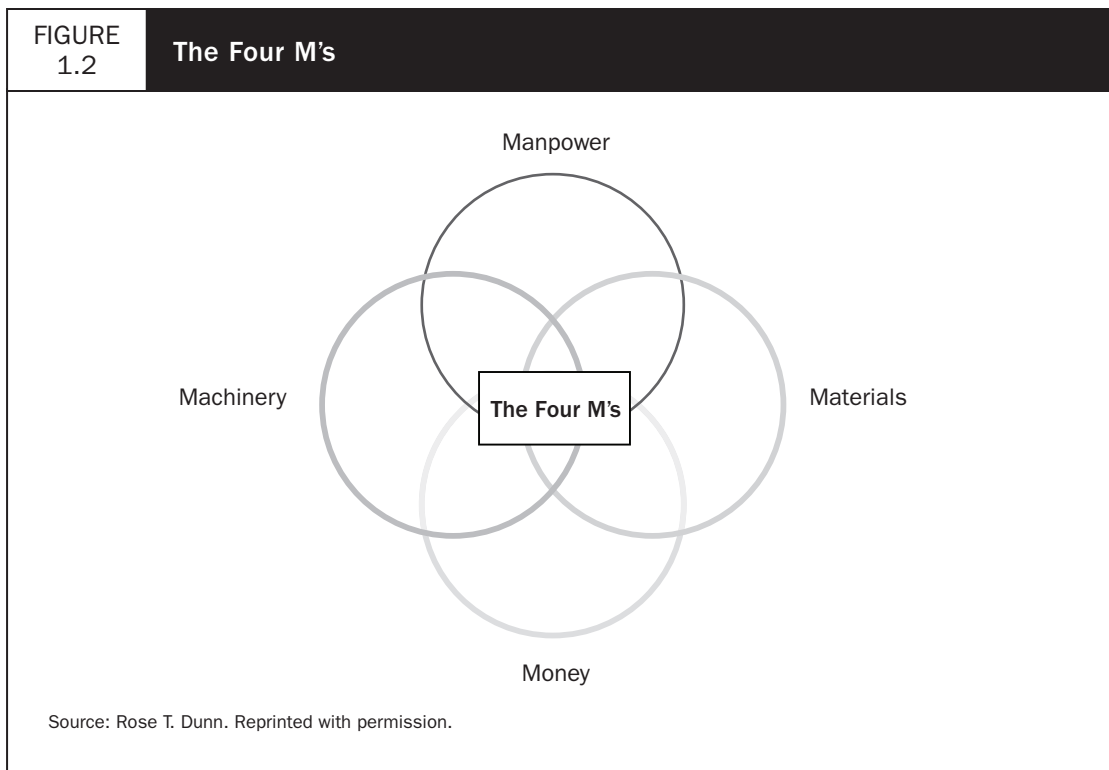 FIGURE
1.2
The Four M’s
Manpower
Machinery
The Four M’s
Materials
Money
Source: Rose T. Dunn. Reprinted with permission.